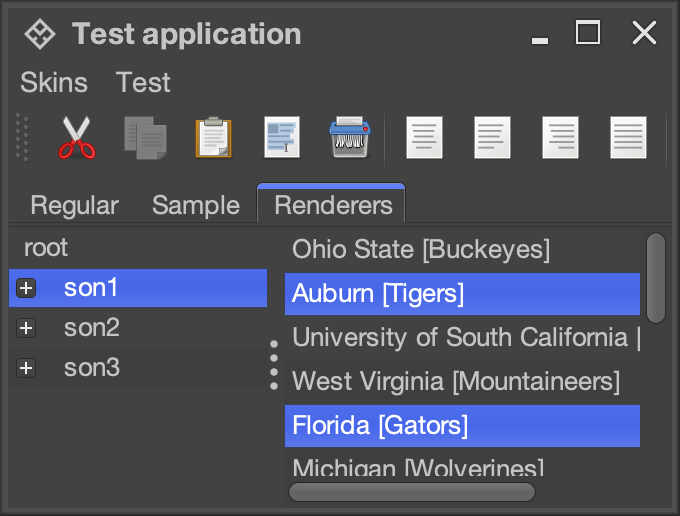 Test application
Skins Test
Regular Sample Renderers
root
son1
son2
son3
Ohio State [Buckeyes]
Auburn [Tigers]
University of South California [
West Virginia [Mountaineers]
Florida [Gators]
Michigan [Wolverines]